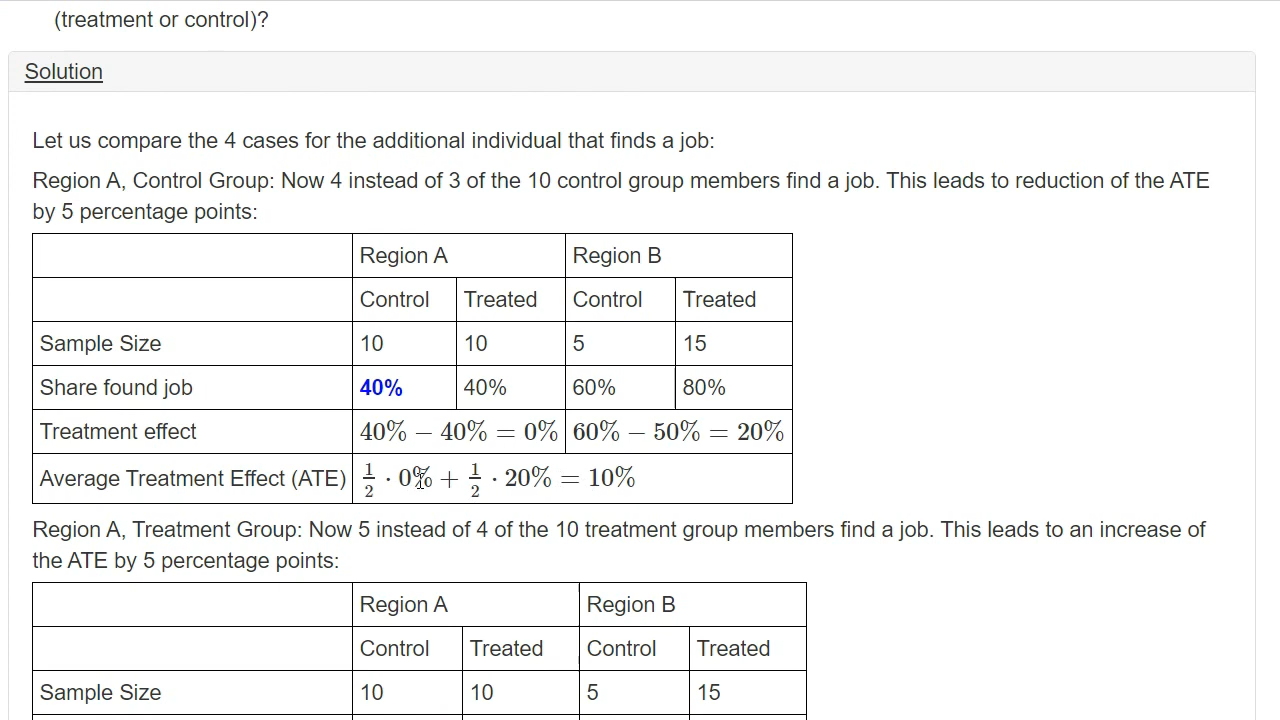 (treatment or control)?
Solution
Let us compare the 4 cases for the additional individual that finds a job:
Region A, Control Group: Now 4 instead of 3 of the 10 control group members find a job. This leads to reduction of the ATE
by 5 percentage points:
Region A Region B
Control Treated Control Treated
Sample Size 10 10 5 15
Share found job 40% 40% 60% 80%
Treatment effect 40% − 40% = 0% 60% − 50% = 20%
Average Treatment Effect (ATE) 1/2 · 0% + 1/2 · 20% = 10%
Region A, Treatment Group: Now 5 instead of 4 of the 10 treatment group members find a job. This leads to an increase of
the ATE by 5 percentage points:
Region A Region B
Control Treated Control Treated
Sample Size 10 10 5 15